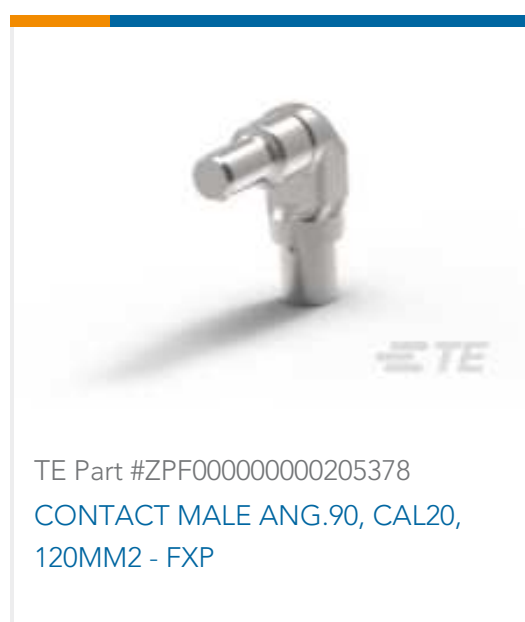 TE
TE Part #ZPF000000000205378
CONTACT MALE ANG.90, CAL20,
120MM2 - FXP